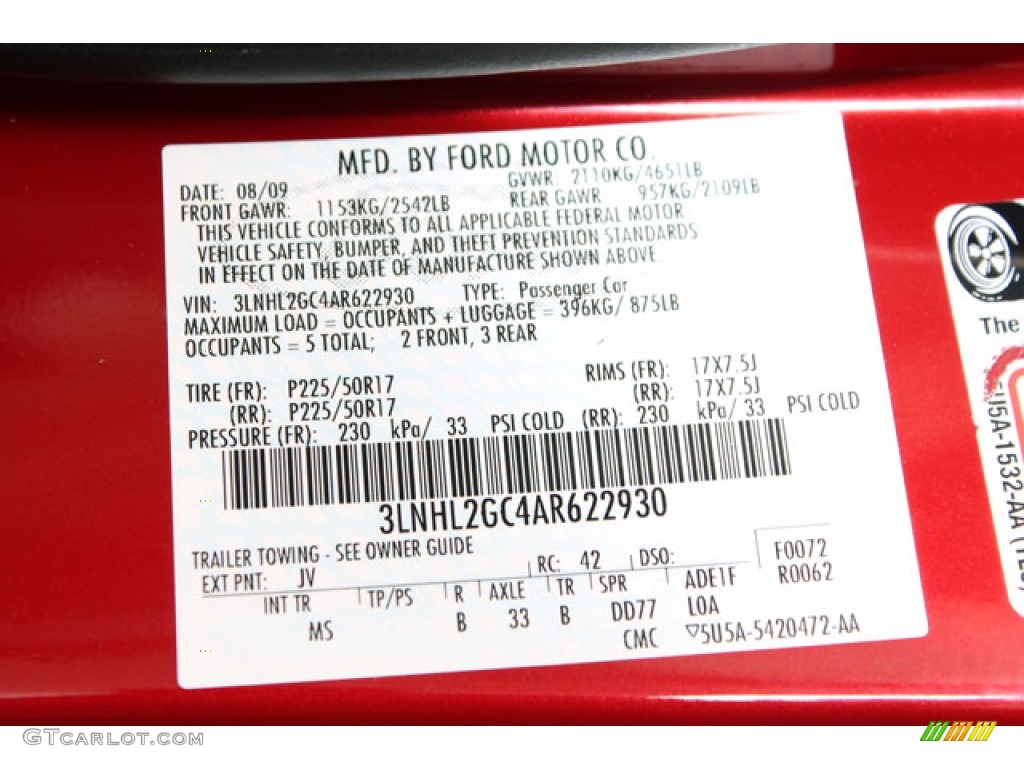 MFD. BY FORD MOTOR CO.
DATE: 08/09 GVWR: 2110KG/4651LB
FRONT GAWR: 1153KG/2542LB REAR GAWR 957KG/2109LB
THIS VEHICLE CONFORMS TO ALL APPLICABLE FEDERAL MOTOR
VEHICLE SAFETY, BUMPER, AND THEFT PREVENTION STANDARDS
IN EFFECT ON THE DATE OF MANUFACTURE SHOWN ABOVE.
VIN: 3LNHL2GC4AR622930 TYPE: Passenger Car
MAXIMUM LOAD = OCCUPANTS + LUGGAGE = 396KG/ 875LB
OCCUPANTS = 5 TOTAL; 2 FRONT, 3 REAR
TIRE (FR): P225/50R17 RIMS (FR): 17X7.5J
(RR): P225/50R17 (RR): 17X7.5J
PRESSURE (FR): 230 kPa/ 33 PSI COLD (RR): 230 kPa/ 33 PSI COLD
3LNHL2GC4AR622930
TRAILER TOWING - SEE OWNER GUIDE
EXT PNT: JV RC: 42 DSO: F0072
INT TR TP/PS R AXLE TR SPR ADE1F R0062
MS B 33 B DD77 LOA
CMC ▽5U5A-5420472-AA
The
5U5A-1532-AA
GTCARLOT.COM